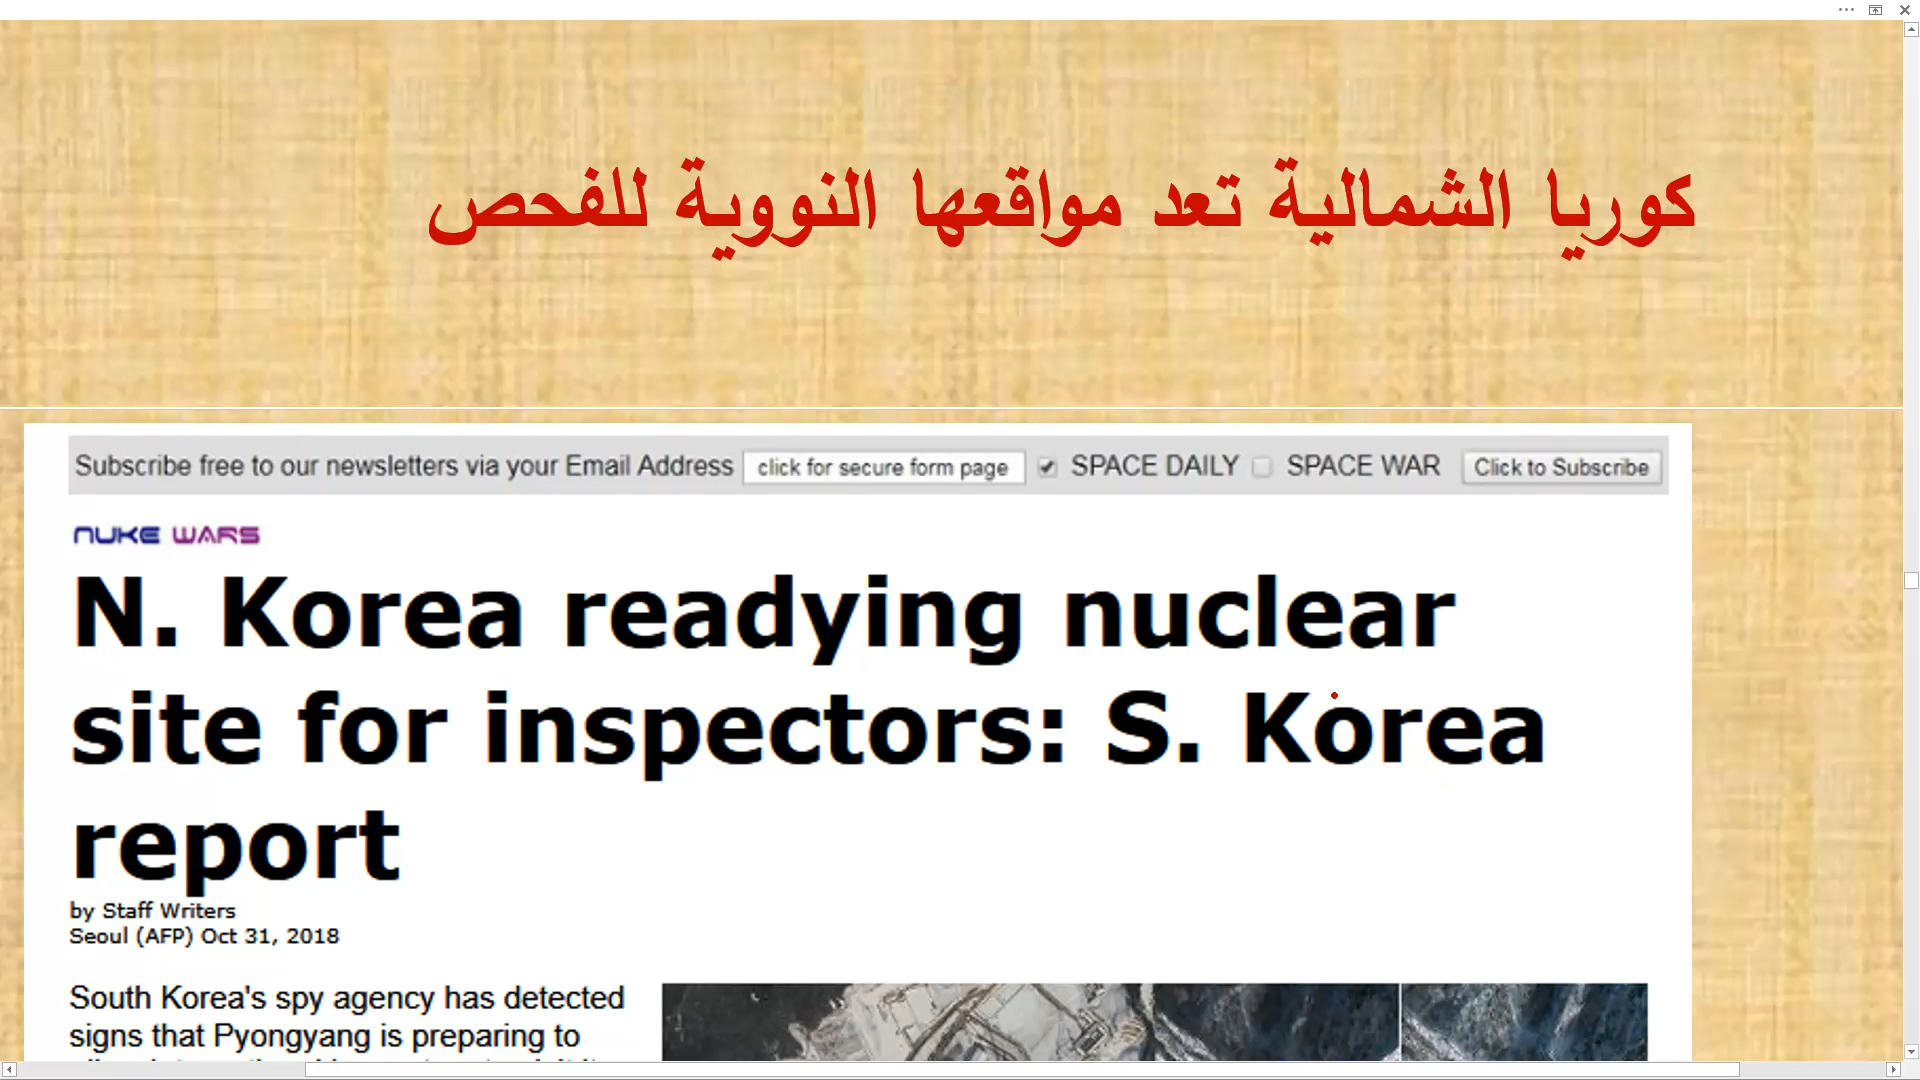 كوريا الشمالية تعد مواقعها النووية للفحص
Subscribe free to our newsletters via your Email Address click for secure form page SPACE DAILY SPACE WAR Click to Subscribe
NUKE WARS
N. Korea readying nuclear
site for inspectors: S. Korea
report
by Staff Writers
Seoul (AFP) Oct 31, 2018
South Korea's spy agency has detected
signs that Pyongyang is preparing to